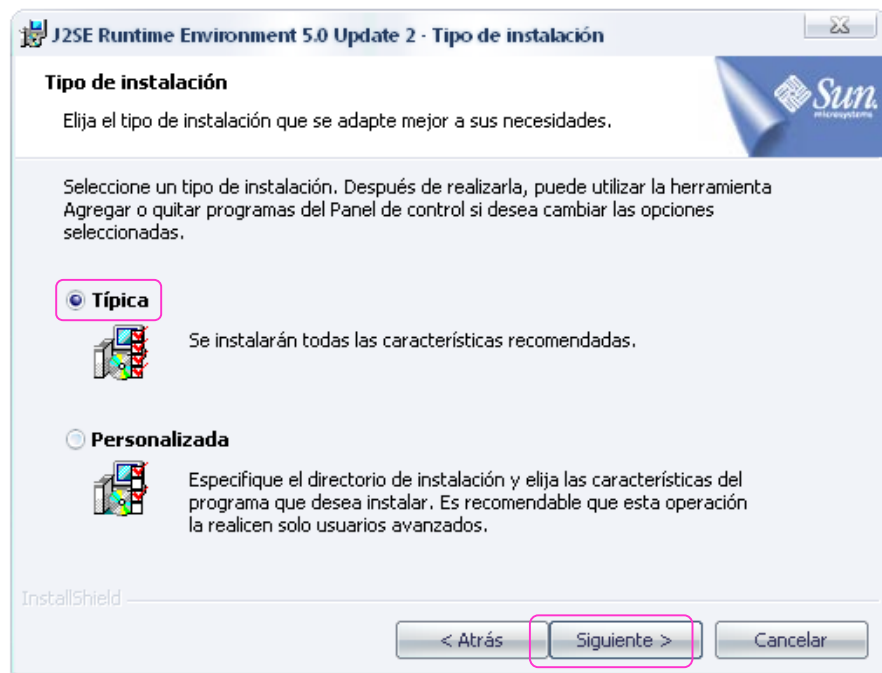 J2SE Runtime Environment 5.0 Update 2 - Tipo de instalación
Tipo de instalación
Elija el tipo de instalación que se adapte mejor a sus necesidades.
Sun
microsystems
Seleccione un tipo de instalación. Después de realizarla, puede utilizar la herramienta
Agregar o quitar programas del Panel de control si desea cambiar las opciones
seleccionadas.
Típica
Se instalarán todas las características recomendadas.
Personalizada
Especifique el directorio de instalación y elija las características del
programa que desea instalar. Es recomendable que esta operación
la realicen solo usuarios avanzados.
InstallShield
< Atrás
Siguiente >
Cancelar